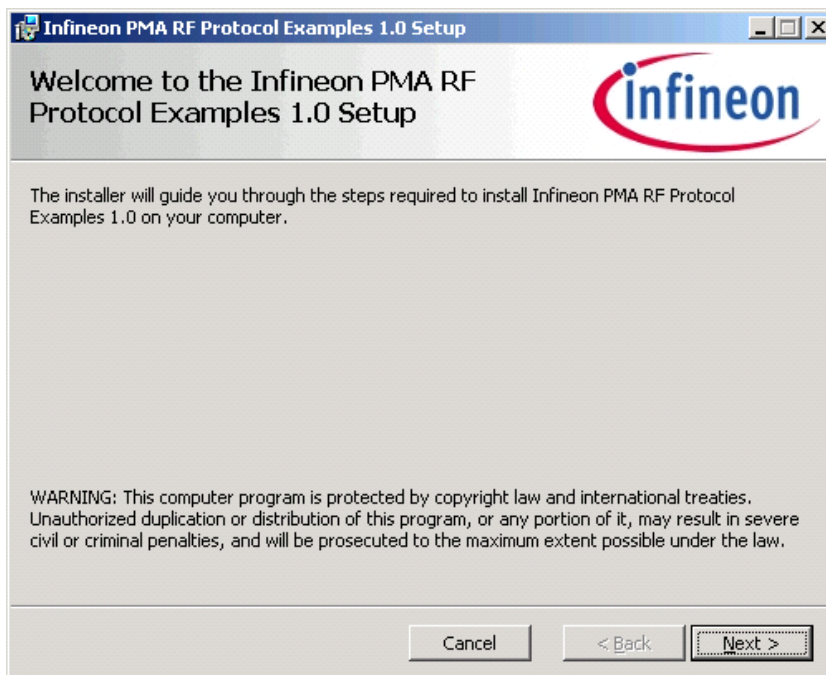 Infineon PMA RF Protocol Examples 1.0 Setup
Welcome to the Infineon PMA RF
Protocol Examples 1.0 Setup
infineon
The installer will guide you through the steps required to install Infineon PMA RF Protocol
Examples 1.0 on your computer.
WARNING: This computer program is protected by copyright law and international treaties.
Unauthorized duplication or distribution of this program, or any portion of it, may result in severe
civil or criminal penalties, and will be prosecuted to the maximum extent possible under the law.
Cancel
< Back
Next >